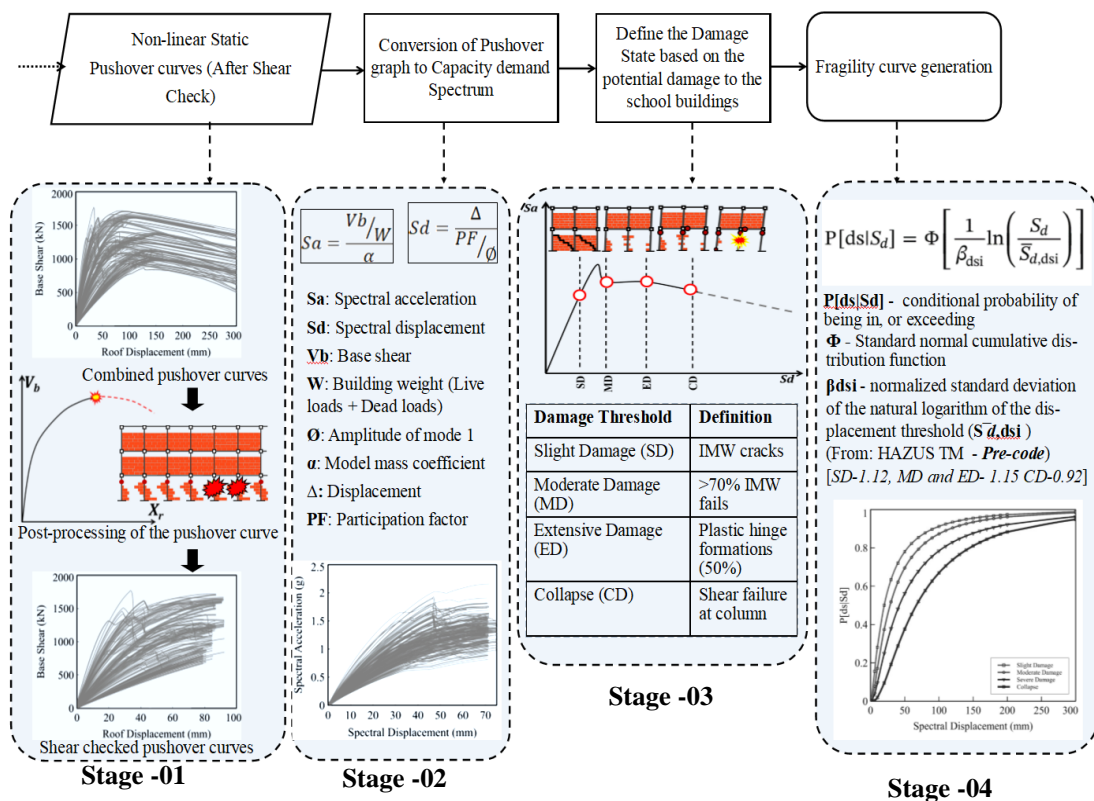 Non-linear Static
Pushover curves (After Shear
Check)
Conversion of Pushover
graph to Capacity demand
Spectrum
Define the Damage
State based on the
potential damage to the
school buildings
Fragility curve generation
2000
1500
1000
500
0
Base Shear (kN)
0 50 100 150 200 250 300
Roof Displacement (mm)
Combined pushover curves
V_b
X_r
Post-processing of the pushover curve
2000
1500
1000
500
0
Base Shear (kN)
0 20 40 60 80 100
Roof Displacement (mm)
Shear checked pushover curves
Stage -01
Sa = (Vb/W)/α
Sd = Δ/(PF/Ø)
Sa: Spectral acceleration
Sd: Spectral displacement
Vb: Base shear
W: Building weight (Live
loads + Dead loads)
Ø: Amplitude of mode 1
α: Model mass coefficient
Δ: Displacement
PF: Participation factor
2.5
2
1.5
1
0.5
0
Spectral Acceleration (g)
0 10 20 30 40 50 60 70
Spectral Displacement (mm)
Stage -02
Sa
SD MD ED CD
Sd
Damage Threshold Definition
Slight Damage (SD) IMW cracks
Moderate Damage
(MD)
>70% IMW
fails
Extensive Damage
(ED)
Plastic hinge
formations
(50%)
Collapse (CD)
Shear failure
at column
Stage -03
P[ds|S_d] = Φ[1/β_dsi ln(S_d/S̅_d,dsi)]
P[ds|Sd] - conditional probability of
being in, or exceeding
Φ - Standard normal cumulative dis-
tribution function
βdsi - normalized standard deviation
of the natural logarithm of the dis-
placement threshold (S̅d,dsi )
(From: HAZUS TM - Pre-code)
[SD-1.12, MD and ED- 1.15 CD-0.92]
1
0.8
0.6
0.4
0.2
0
P[ds|Sd]
Slight Damage
Moderate Damage
Severe Damage
Collapse
0 50 100 150 200 250 300
Spectral Displacement (mm)
Stage -04